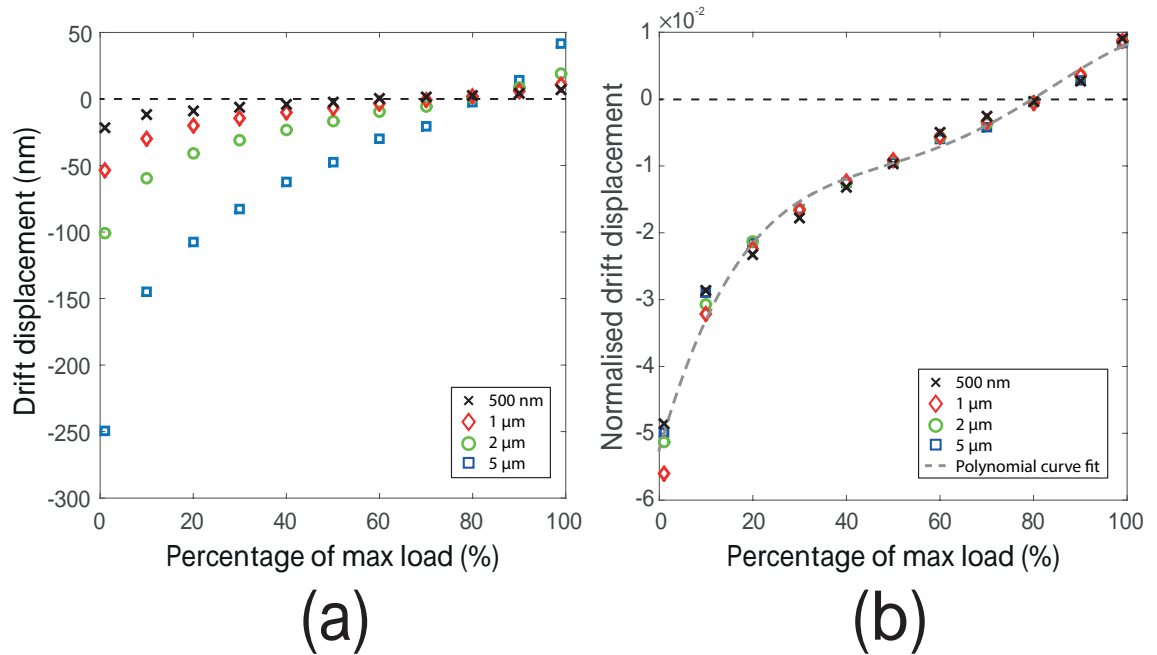 50
0
-50
-100
-150
-200
-250
-300
0
20
40
60
80
100
Drift displacement (nm)
Percentage of max load (%)
500 nm
1 µm
2 µm
5 µm
(a)
×10-2
1
0
-1
-2
-3
-4
-5
-6
0
20
40
60
80
100
Normalised drift displacement
Percentage of max load (%)
500 nm
1 µm
2 µm
5 µm
Polynomial curve fit
(b)